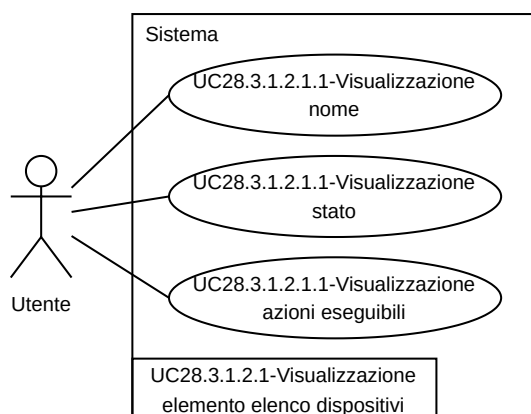 Sistema
UC28.3.1.2.1.1-Visualizzazione
nome
UC28.3.1.2.1.1-Visualizzazione
stato
UC28.3.1.2.1.1-Visualizzazione
azioni eseguibili
Utente
UC28.3.1.2.1-Visualizzazione
elemento elenco dispositivi